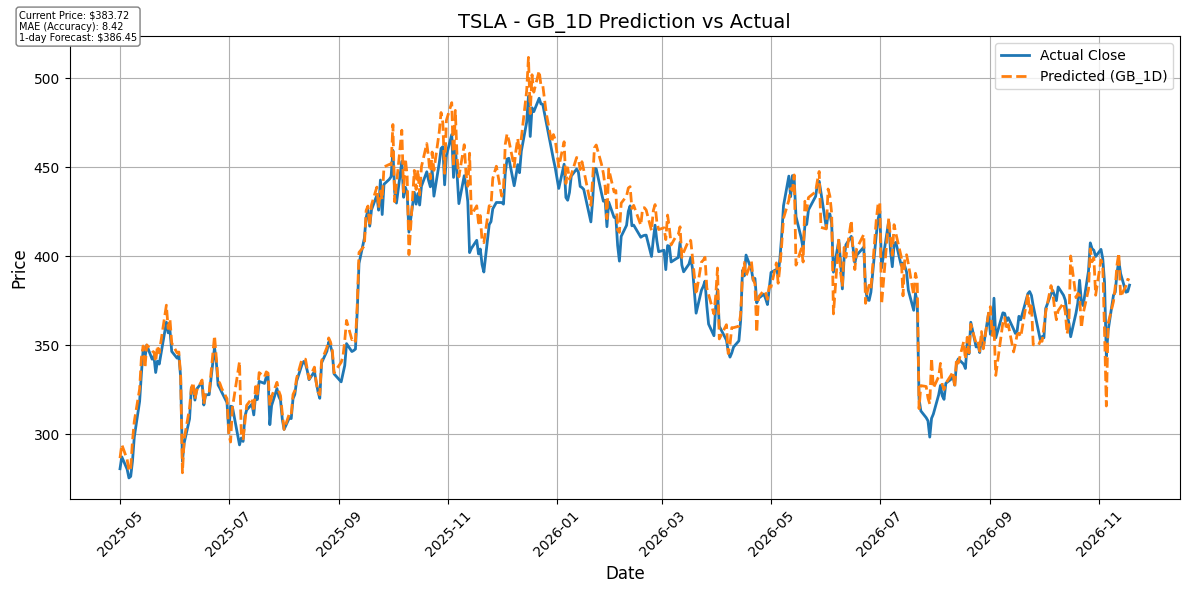 Current Price: $383.72
MAE (Accuracy): 8.42
1-day Forecast: $386.45
TSLA - GB_1D Prediction vs Actual
Actual Close
Predicted (GB_1D)
Price
500
450
400
350
300
2025-05
2025-07
2025-09
2025-11
2026-01
2026-03
2026-05
2026-07
2026-09
2026-11
Date